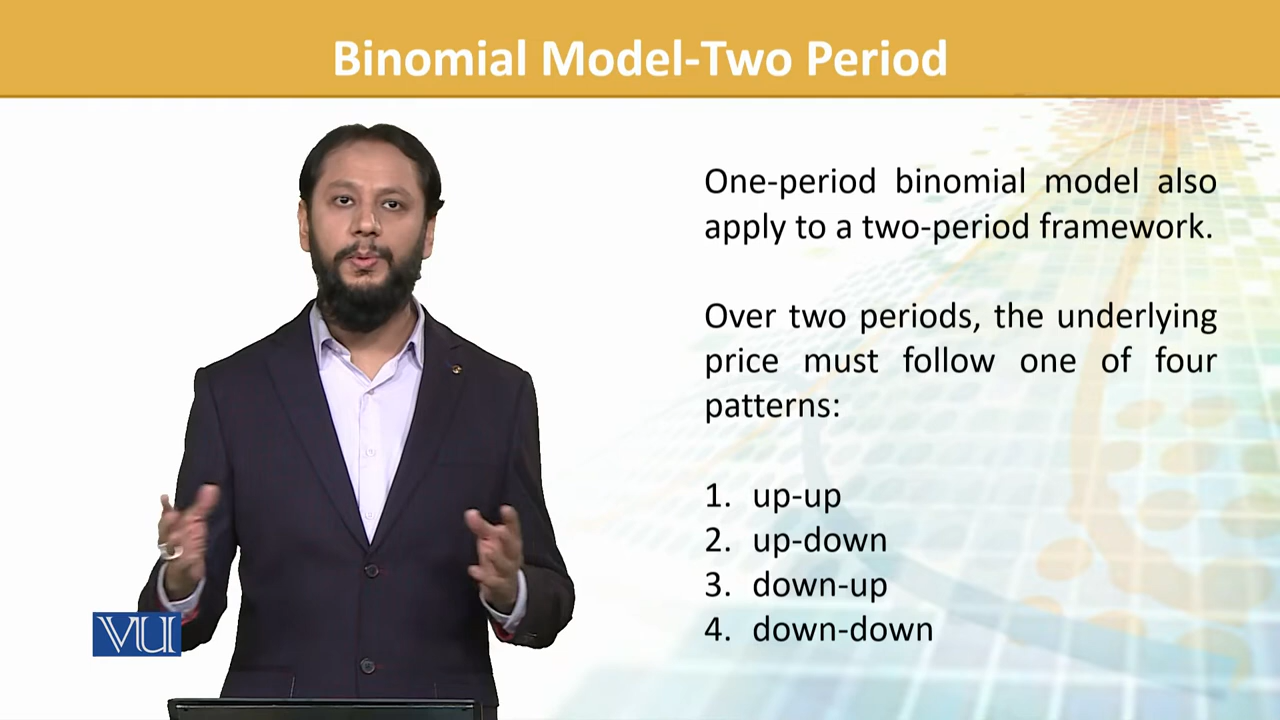 Binomial Model-Two Period
One-period binomial model also
apply to a two-period framework.
Over two periods, the underlying
price must follow one of four
patterns:
1. up-up
2. up-down
3. down-up
4. down-down
VU